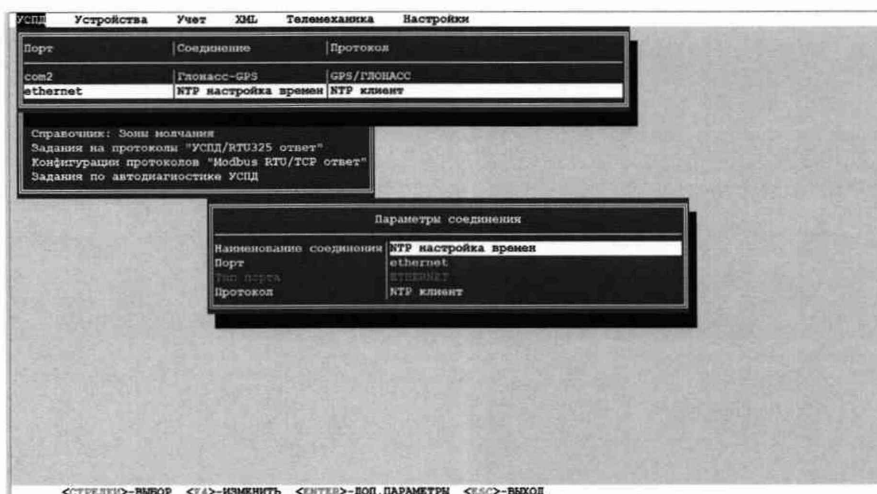 УСПД Устройства Учет XML Телемеханика Настройки
Порт Соединение Протокол
com2 Глонасс-GPS GPS/ГЛОНАСС
ethernet NTP настройка времен NTP клиент
Справочник: Зоны молчания
Задания на протоколы "УСПД/RTU325 ответ"
Конфигурации протоколов "Modbus RTU/TCP ответ"
Задания по автодиагностике УСПД
Параметры соединения
Наименование соединения NTP настройка времен
Порт ethernet
Тип порта ETHERNET
Протокол NTP клиент
<СТРЕЛКИ>-ВЫБОР <F4>-ИЗМЕНИТЬ <ENTER>-ДОП.ПАРАМЕТРЫ <ESC>-ВЫХОД